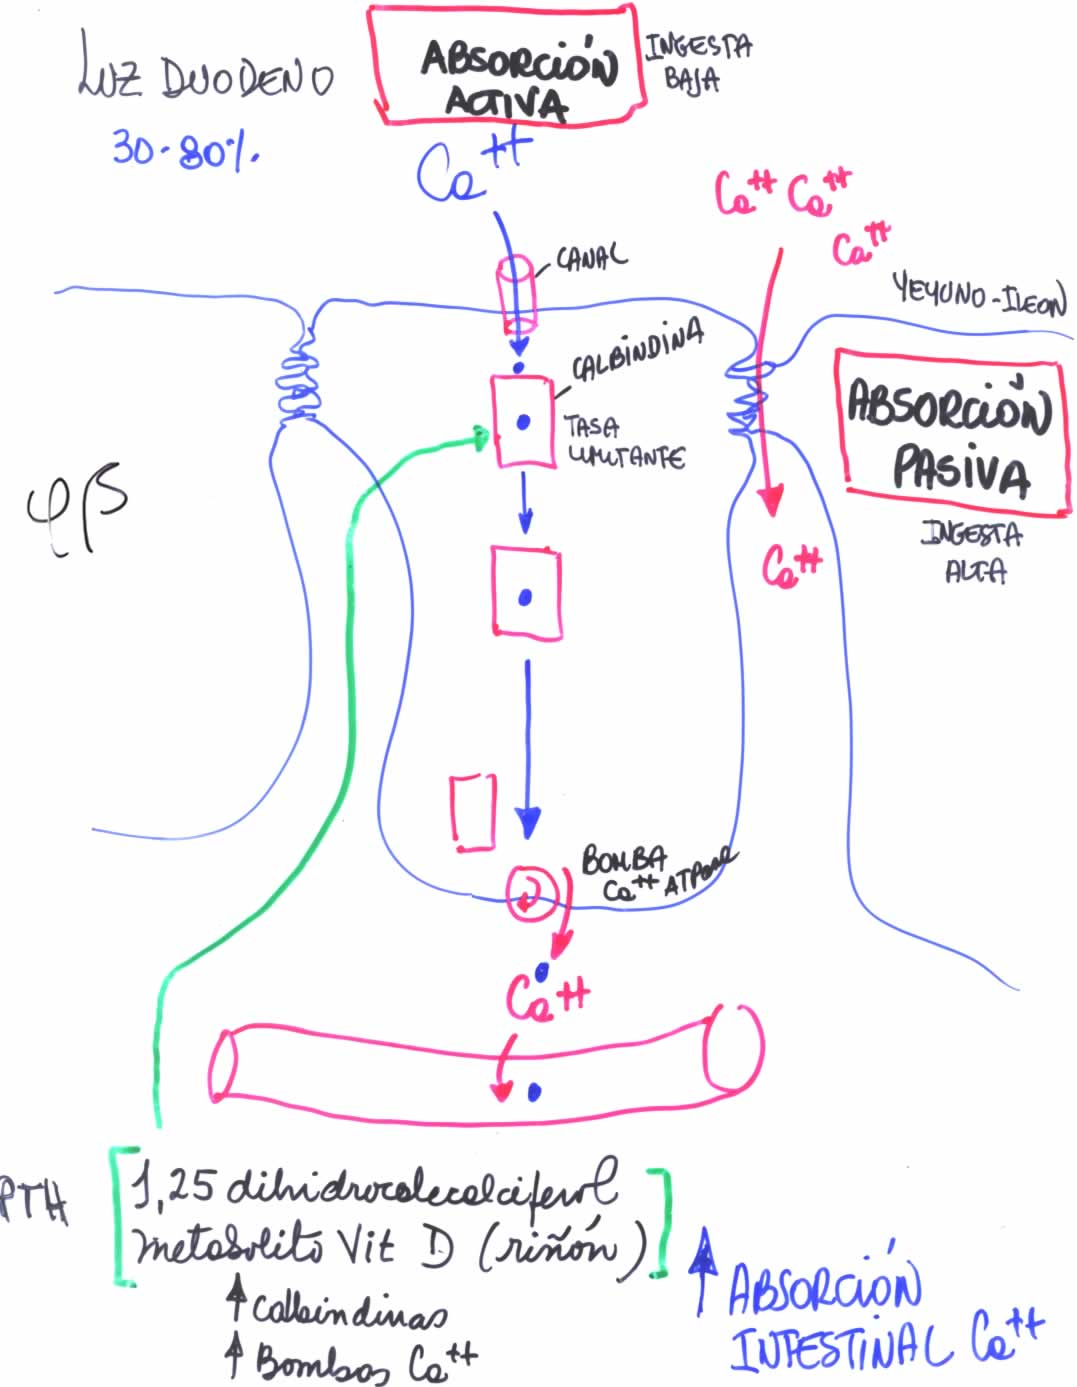 LUZ DUODENO
30-80%
ABSORCIÓN
ACTIVA
INGESTA
BAJA
Ca++
Ca++ Ca++
Ca++
CANAL
YEYUNO-ILEON
CALBINDINA
TASA
LIMITANTE
ABSORCIÓN
PASIVA
INGESTA
ALTA
Ca++
BOMBA
Ca++ ATPasa
Ca++
PTH
1,25 dihidrocolecalciferol
metabolito Vit D (riñón)
↑ Calbindinas
↑ Bombas Ca++
↑ ABSORCIÓN
INTESTINAL Ca++